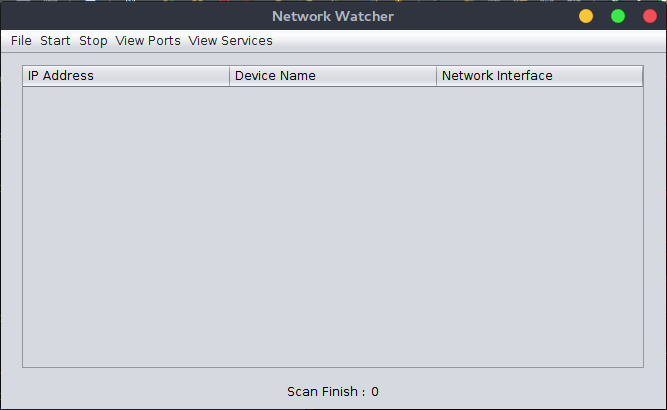 Network Watcher
File Start Stop View Ports View Services
IP Address Device Name Network Interface
Scan Finish : 0